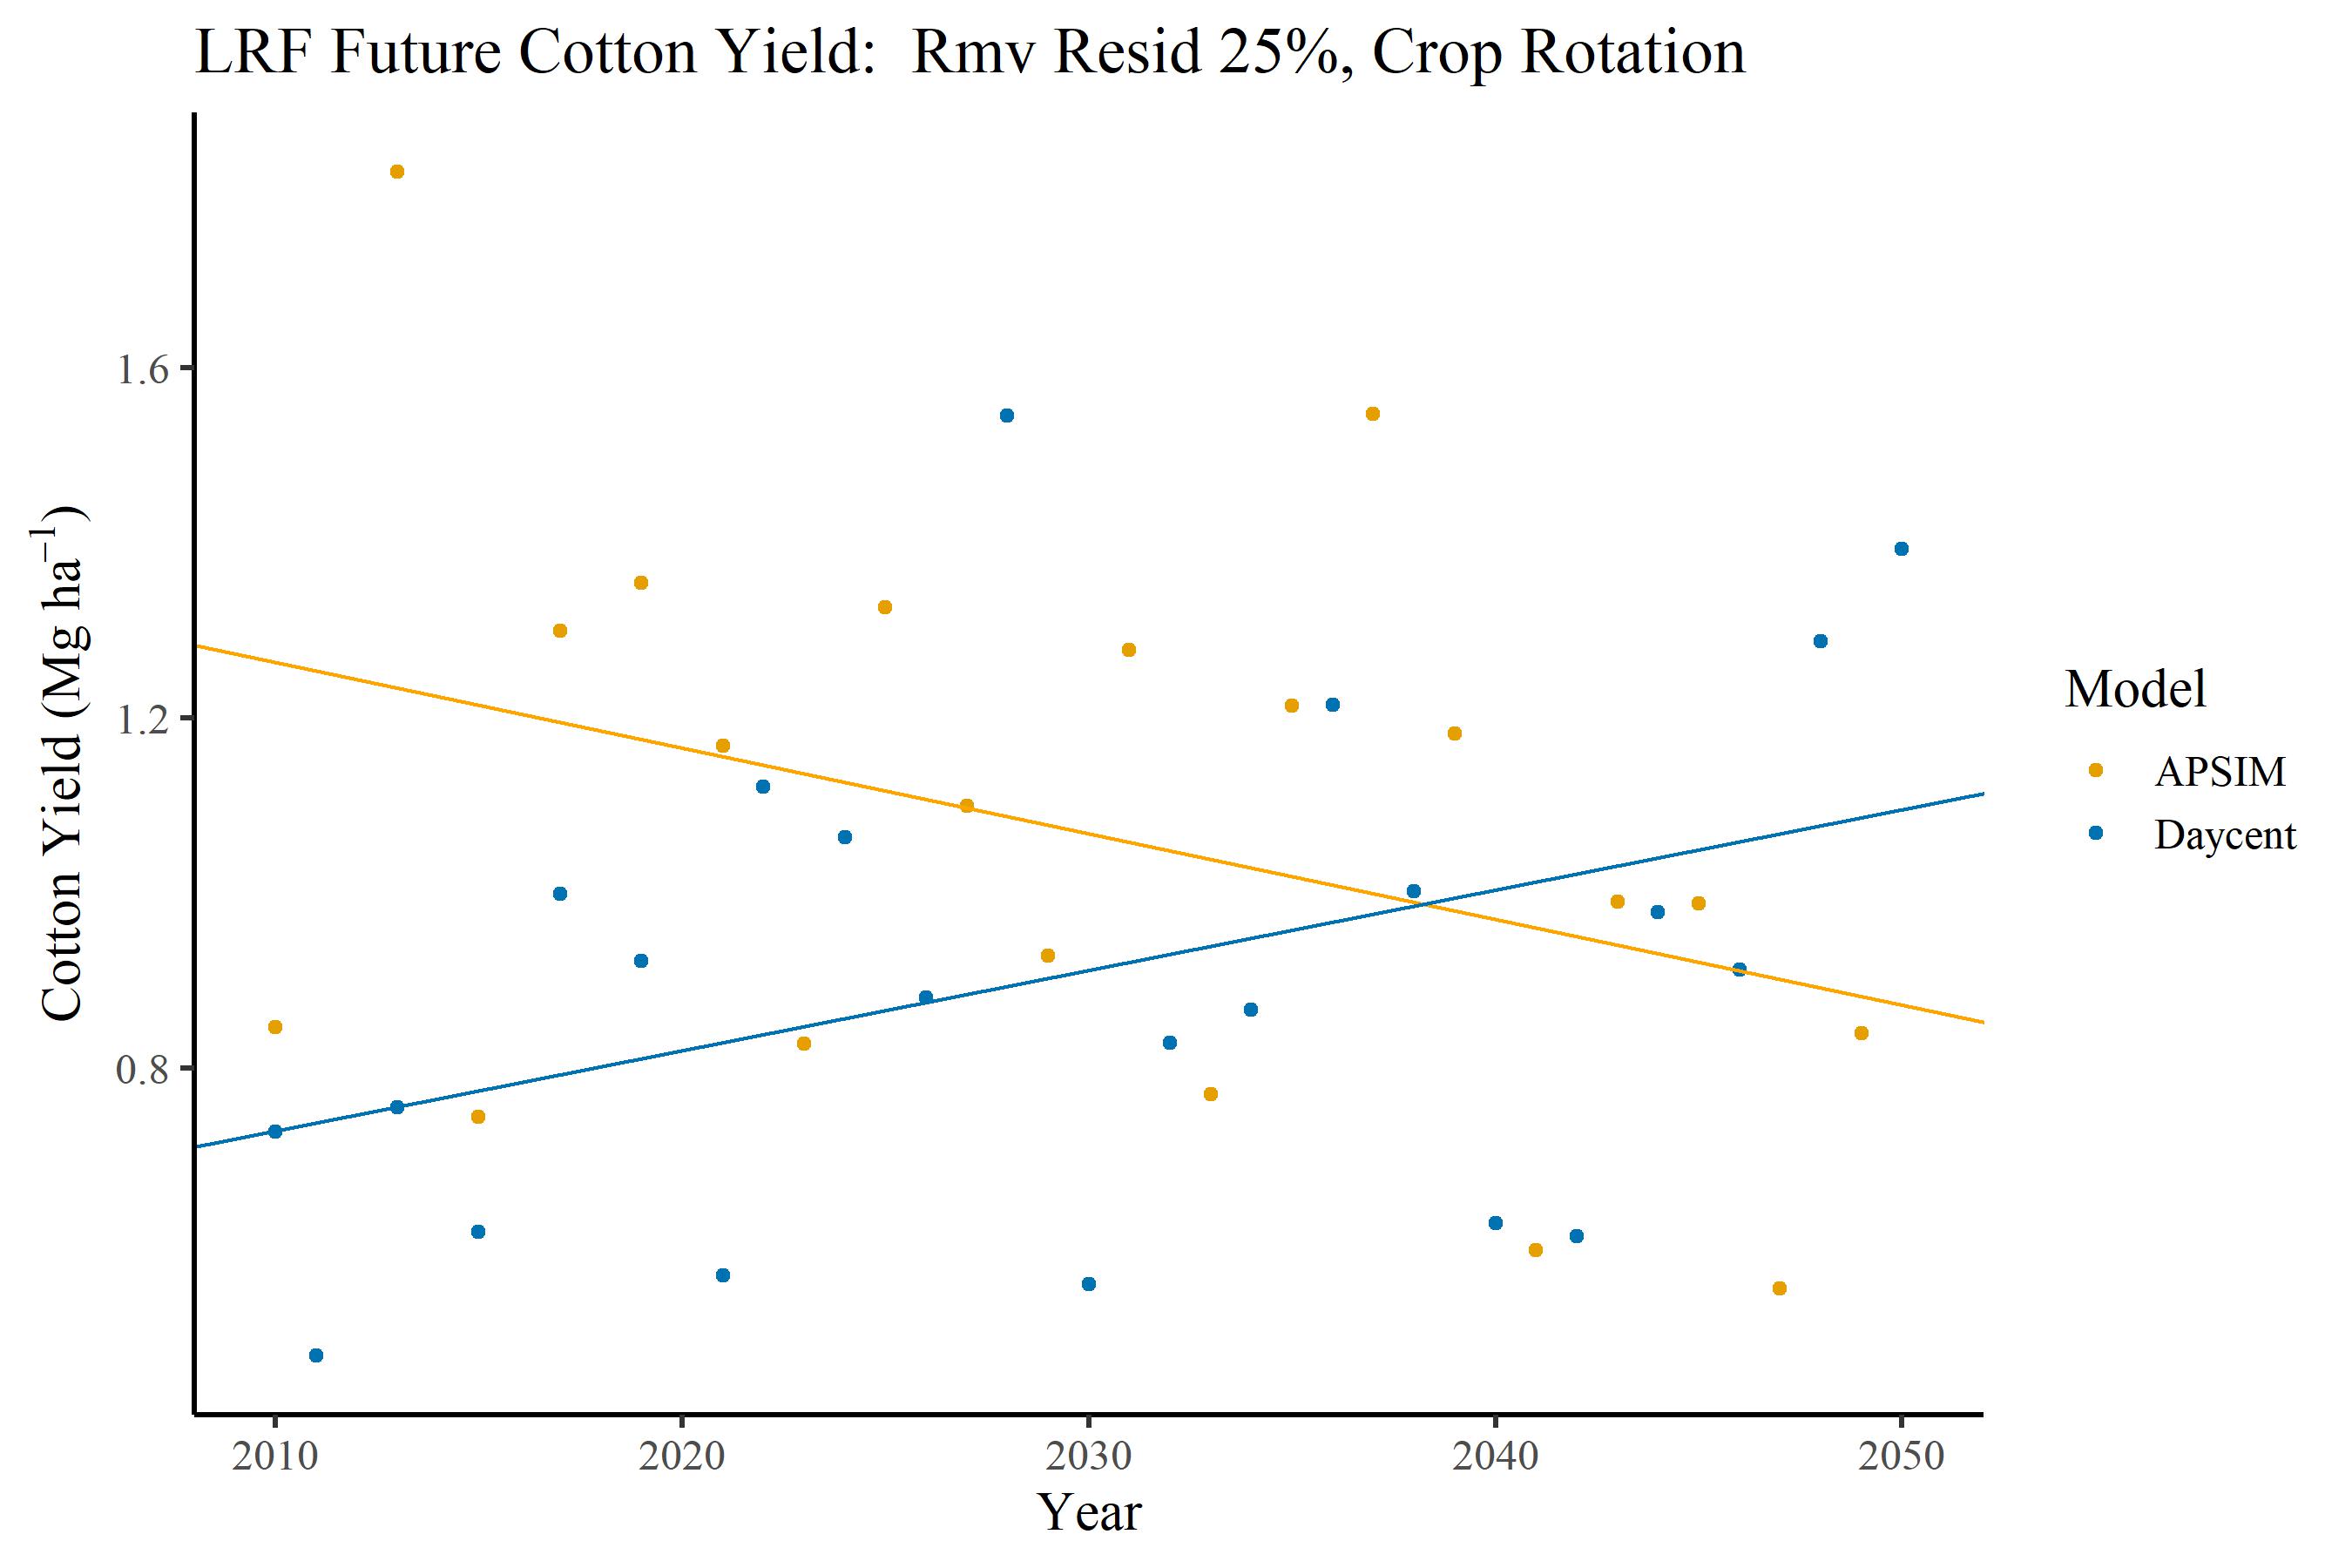 LRF Future Cotton Yield:  Rmv Resid 25%, Crop Rotation
Cotton Yield (Mg ha⁻¹)
1.6
1.2
0.8
2010 2020 2030 2040 2050
Year
Model
APSIM
Daycent